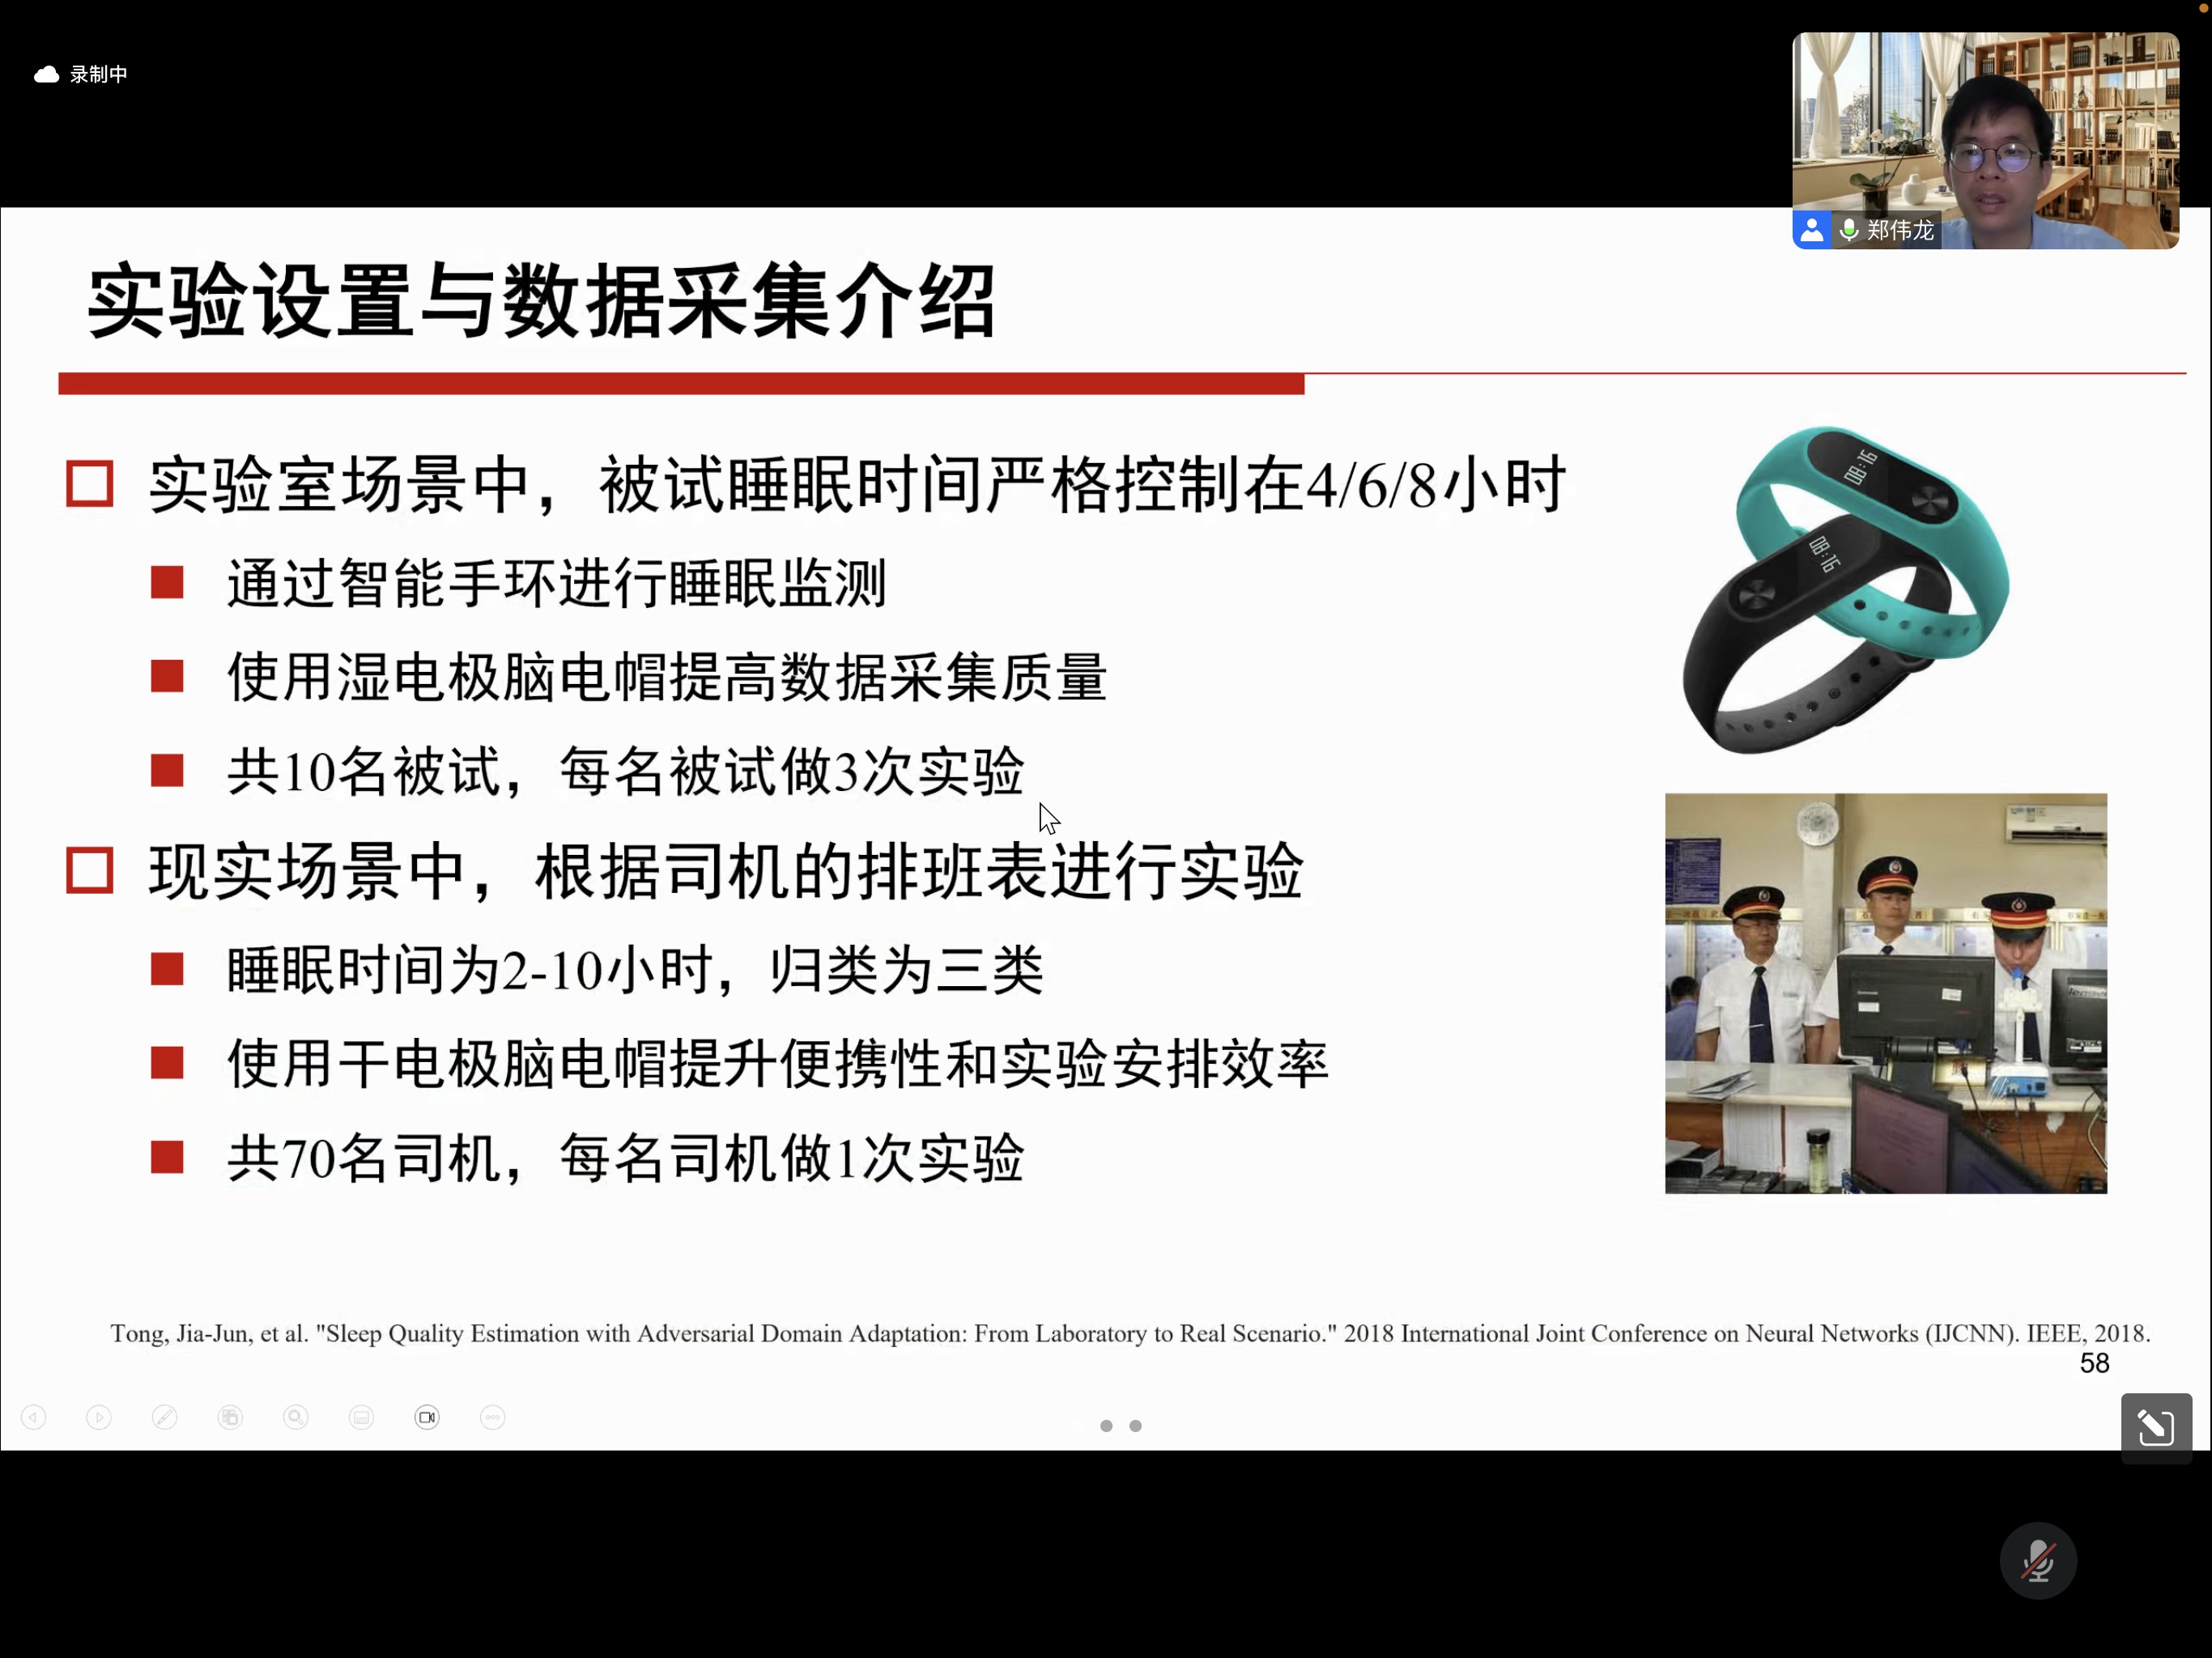 录制中
郑伟龙
实验设置与数据采集介绍
实验室场景中，被试睡眠时间严格控制在4/6/8小时
通过智能手环进行睡眠监测
使用湿电极脑电帽提高数据采集质量
共10名被试，每名被试做3次实验
08:16
08:16
现实场景中，根据司机的排班表进行实验
睡眠时间为2-10小时，归类为三类
使用干电极脑电帽提升便携性和实验安排效率
共70名司机，每名司机做1次实验
Tong, Jia-Jun, et al. "Sleep Quality Estimation with Adversarial Domain Adaptation: From Laboratory to Real Scenario." 2018 International Joint Conference on Neural Networks (IJCNN). IEEE, 2018.
58